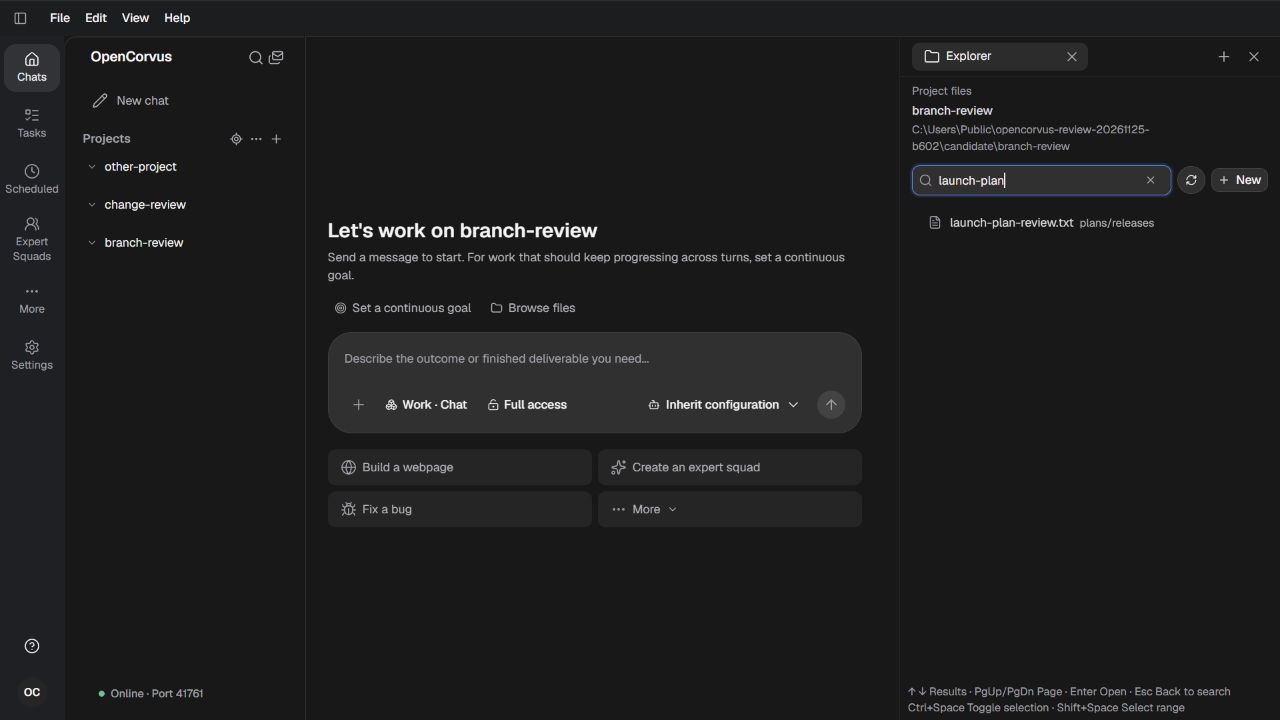 File Edit View Help
Chats
Tasks
Scheduled
Expert
Squads
More
Settings
OC
OpenCorvus
New chat
Projects
other-project
change-review
branch-review
Online · Port 41761
Let's work on branch-review
Send a message to start. For work that should keep progressing across turns, set a continuous
goal.
Set a continuous goal Browse files
Describe the outcome or finished deliverable you need...
Work · Chat Full access Inherit configuration
Build a webpage Create an expert squad
Fix a bug More
Explorer
Project files
branch-review
C:\Users\Public\opencorvus-review-20261125-
b602\candidate\branch-review
launch-plan New
launch-plan-review.txt plans/releases
↑↓ Results · PgUp/PgDn Page · Enter Open · Esc Back to search
Ctrl+Space Toggle selection · Shift+Space Select range